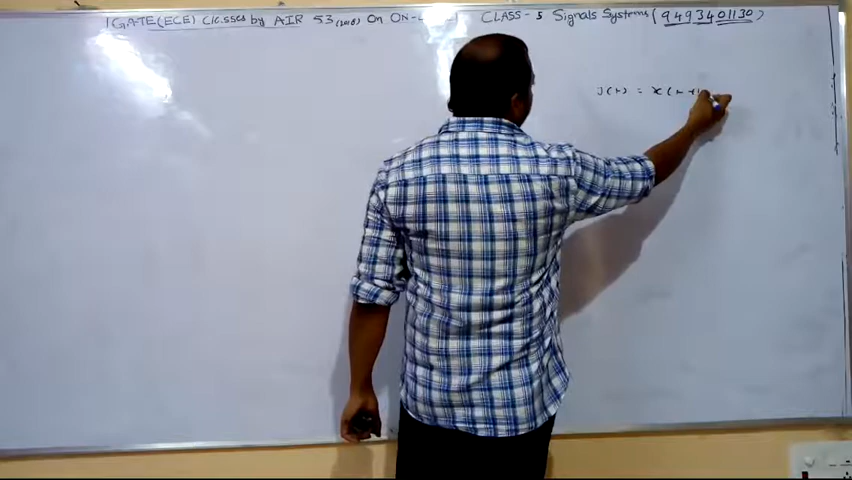 GATE(ECE) Classes by AIR 53 (2018) On ON- CLASS - 5 Signals Systems (9493401130)
y(t) = x(t-t